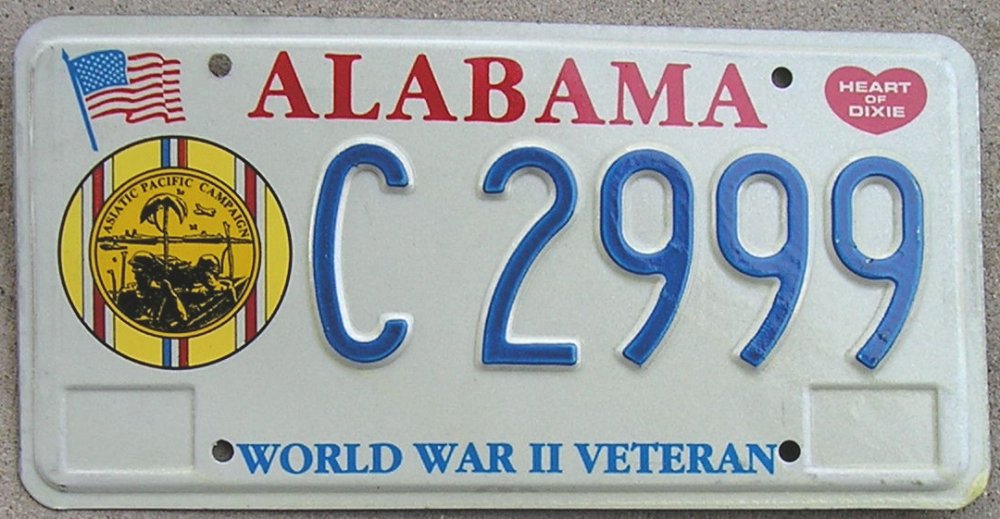 ALABAMA
HEART
OF
DIXIE
ASIATIC PACIFIC CAMPAIGN
C 2999
WORLD WAR II VETERAN